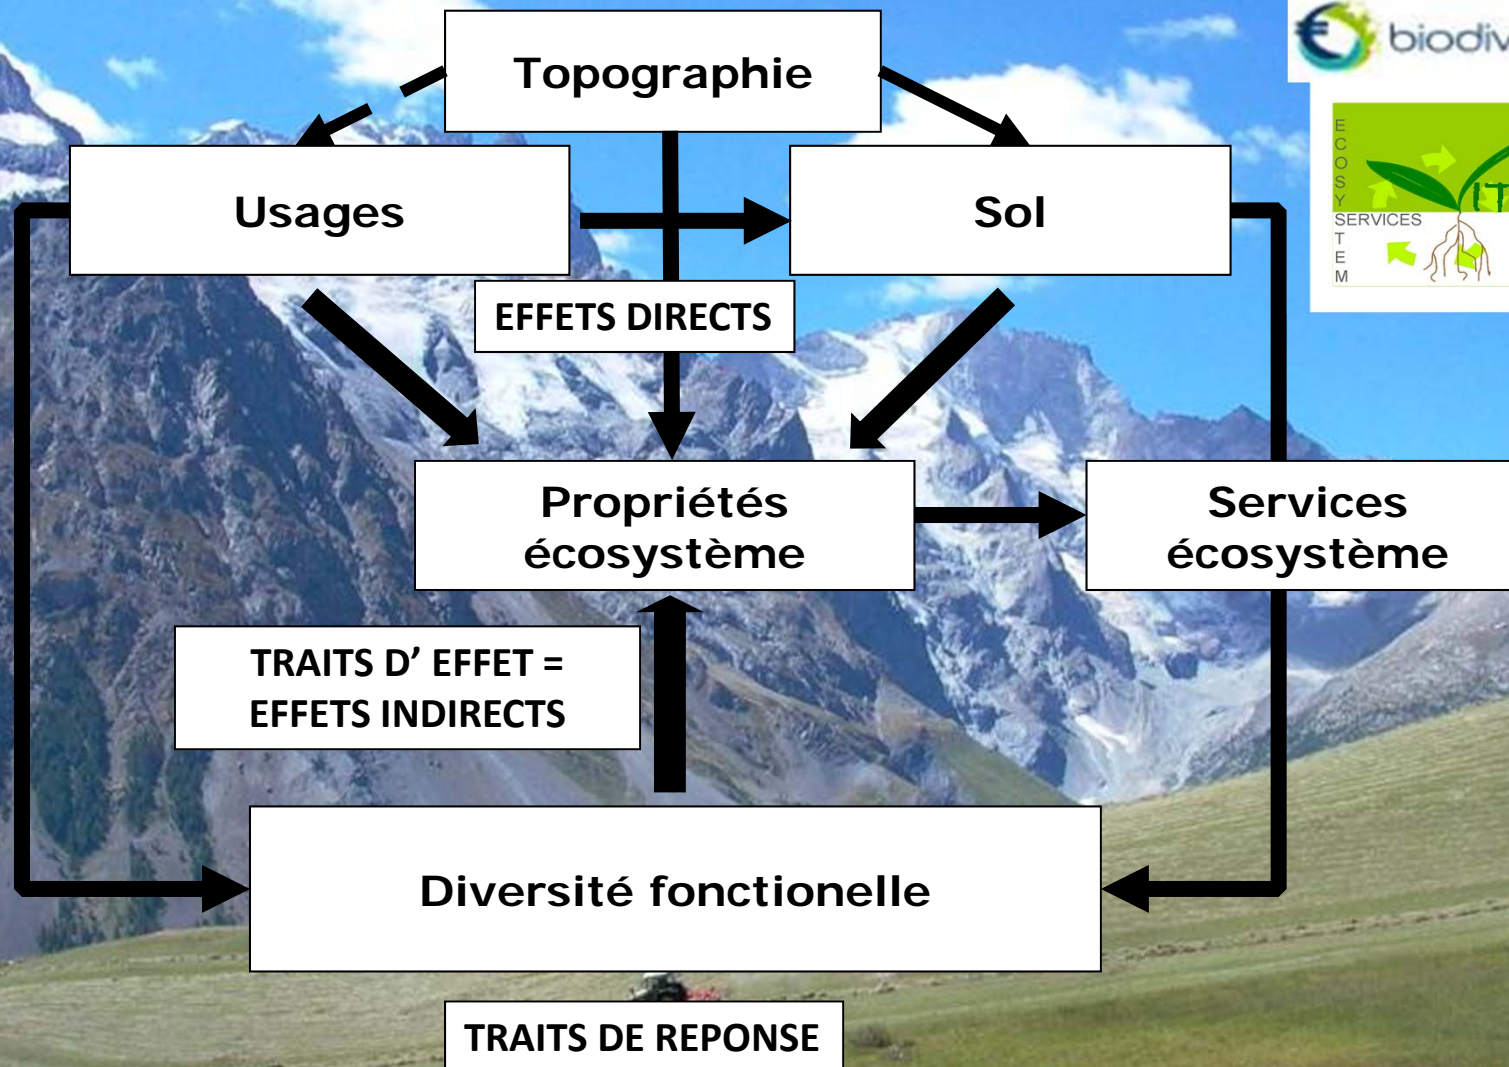 Topographie
biodiv
Usages
Sol
ECOSYSTEM
SERVICES
IT
EFFETS DIRECTS
Propriétés
écosystème
Services
écosystème
TRAITS D’ EFFET =
EFFETS INDIRECTS
Diversité fonctionelle
TRAITS DE REPONSE